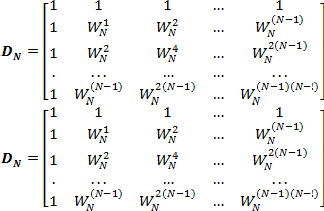 1 1 1 ... 1
1 W_N^1 W_N^2 ... W_N^(N-1)
D_N = 1 W_N^2 W_N^4 ... W_N^2(N-1)
. ... ... ... ...
1 W_N^(N-1) W_N^2(N-1) ... W_N^(N-1)(N-
1 1 1 ... 1
1 W_N^1 W_N^2 ... W_N^(N-1)
D_N = 1 W_N^2 W_N^4 ... W_N^2(N-1)
. ... ... ... ...
1 W_N^(N-1) W_N^2(N-1) ... W_N^(N-1)(N-